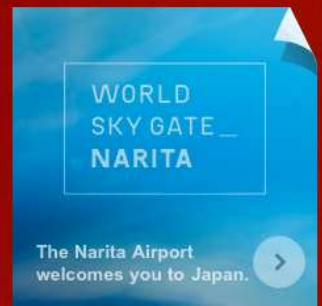 WORLD
SKY GATE_
NARITA
The Narita Airport
welcomes you to Japan.